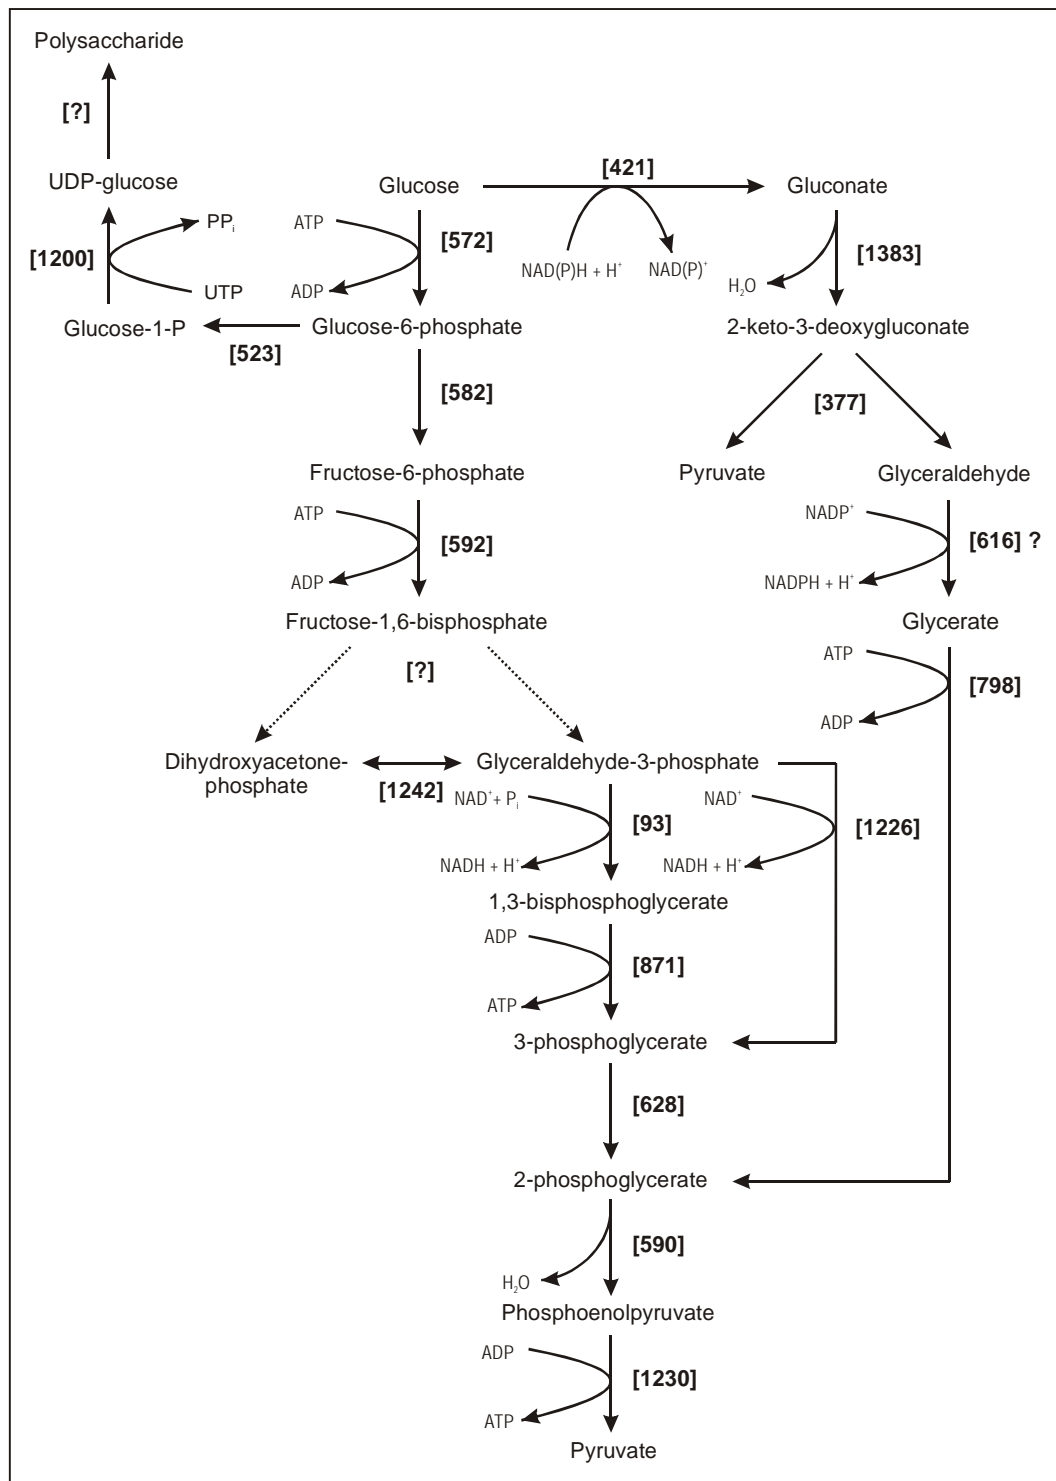 Polysaccharide
[?]
UDP-glucose
Glucose
[421]
Gluconate
PPi
ATP
[572]
[1200]
NAD(P)H + H+
NAD(P)+
H2O
[1383]
UTP
ADP
Glucose-1-P
Glucose-6-phosphate
2-keto-3-deoxygluconate
[523]
[582]
[377]
Fructose-6-phosphate
Pyruvate
Glyceraldehyde
ATP
[592]
ADP
NADP+
[616] ?
NADPH + H+
Fructose-1,6-bisphosphate
Glycerate
[?]
ATP
[798]
ADP
Dihydroxyacetone-
phosphate
Glyceraldehyde-3-phosphate
[1242]
NAD+ + Pi
[93]
NADH + H+
NAD+
[1226]
NADH + H+
1,3-bisphosphoglycerate
ADP
[871]
ATP
3-phosphoglycerate
[628]
2-phosphoglycerate
[590]
H2O
Phosphoenolpyruvate
ADP
[1230]
ATP
Pyruvate